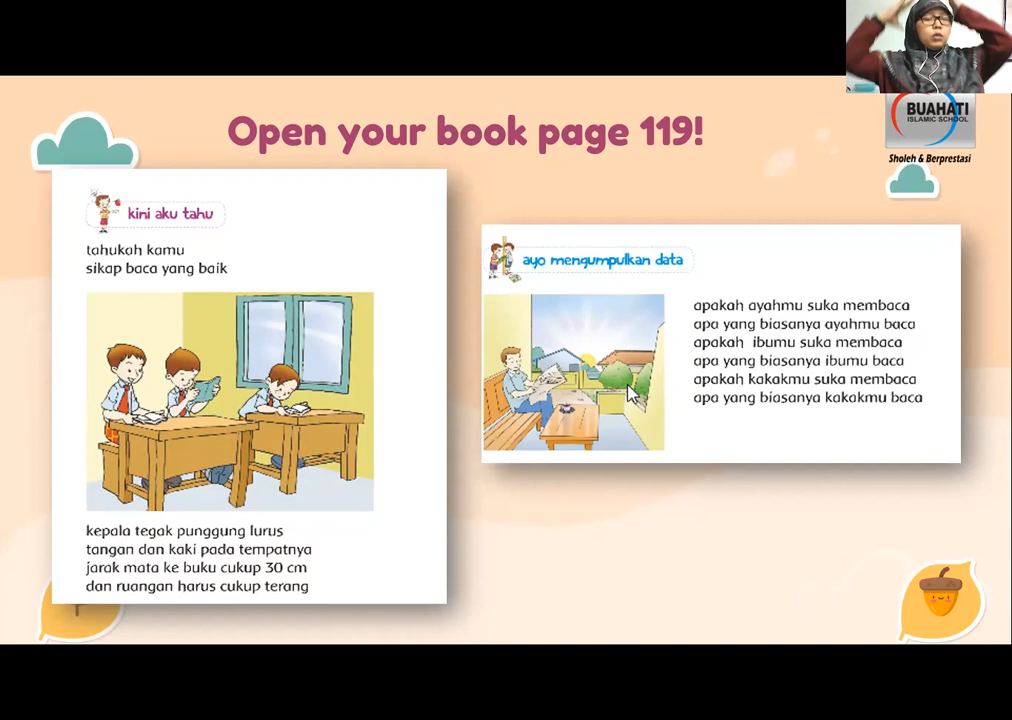 BUAHATI
ISLAMIC SCHOOL
Sholeh & Berprestasi
Open your book page 119!
kini aku tahu
tahukah kamu
sikap baca yang baik
kepala tegak punggung lurus
tangan dan kaki pada tempatnya
jarak mata ke buku cukup 30 cm
dan ruangan harus cukup terang
ayo mengumpulkan data
apakah ayahmu suka membaca
apa yang biasanya ayahmu baca
apakah ibumu suka membaca
apa yang biasanya ibumu baca
apakah kakakmu suka membaca
apa yang biasanya kakakmu baca